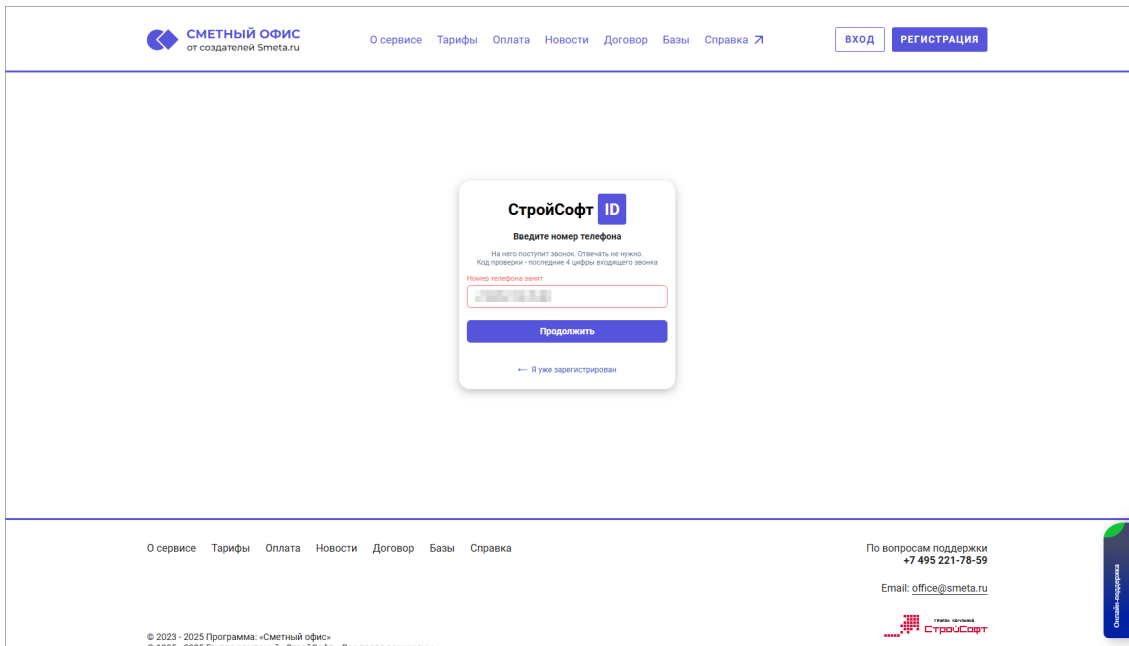 СМЕТНЫЙ ОФИС
от создателей Smeta.ru
О сервисе Тарифы Оплата Новости Договор Базы Справка
ВХОД РЕГИСТРАЦИЯ
СтройСофт ID
Введите номер телефона
На него поступит звонок. Отвечать не нужно.
Код проверки - последние 4 цифры входящего звонка
Номер телефона занят
Продолжить
← Я уже зарегистрирован
О сервисе Тарифы Оплата Новости Договор Базы Справка
По вопросам поддержки
+7 495 221-78-59
Email: office@smeta.ru
Онлайн-поддержка
ГРУППА КОМПАНИЙ
СтройСофт
© 2023 - 2025 Программа: «Сметный офис»